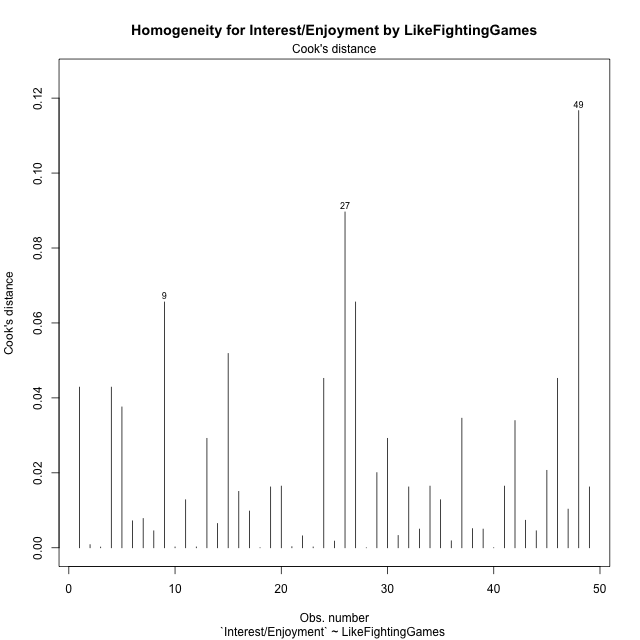 Homogeneity for Interest/Enjoyment by LikeFightingGames
Cook's distance
49
27
9
0.12
0.10
0.08
0.06
0.04
0.02
0.00
Cook's distance
0 10 20 30 40 50
Obs. number
`Interest/Enjoyment` ~ LikeFightingGames